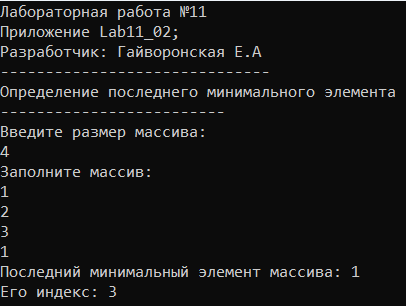 Лабораторная работа №11
Приложение Lab11_02;
Разработчик: Гайворонская Е.А
------------------------------
Определение последнего минимального элемента
-------------------------
Введите размер массива:
4
Заполните массив:
1
2
3
1
Последний минимальный элемент массива: 1
Его индекс: 3